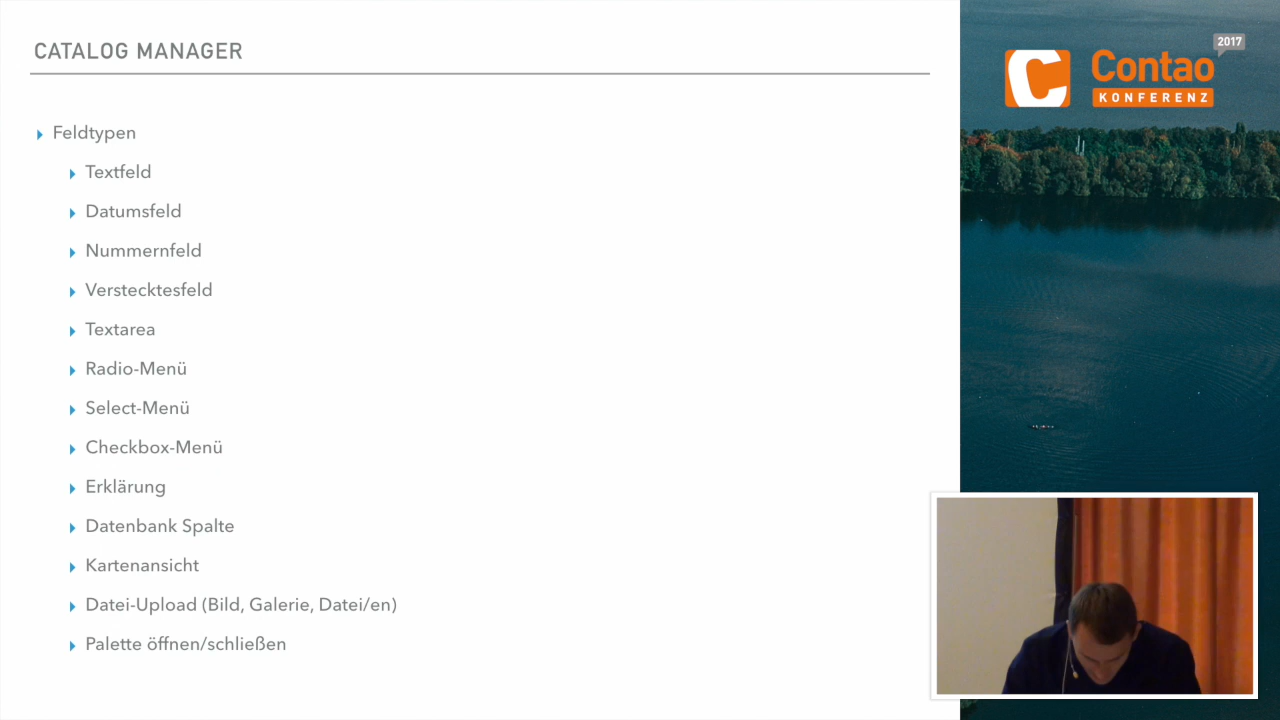 CATALOG MANAGER
Feldtypen
Textfeld
Datumsfeld
Nummernfeld
Verstecktesfeld
Textarea
Radio-Menü
Select-Menü
Checkbox-Menü
Erklärung
Datenbank Spalte
Kartenansicht
Datei-Upload (Bild, Galerie, Datei/en)
Palette öffnen/schließen
2017
Contao
KONFERENZ